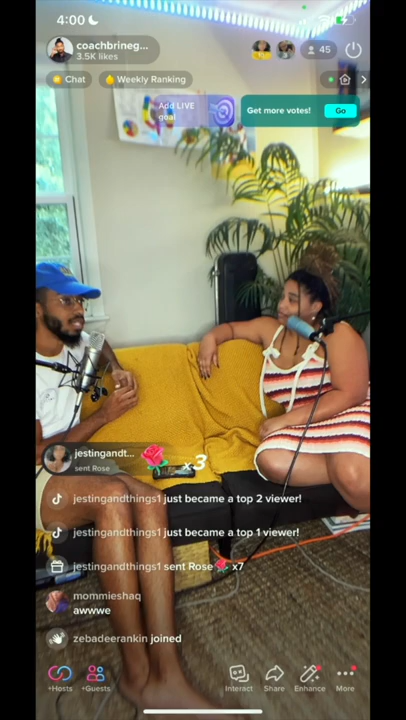 4:00
coachbrineg...
3.5K likes
45
Chat
Weekly Ranking
Add LIVE
goal
Get more votes!
Go
jestingandt...
sent Rose
x3
jestingandthings1 just became a top 2 viewer!
jestingandthings1 just became a top 1 viewer!
jestingandthings1 sent Rose x7
mommieshaq
awwwe
zebadeerankin joined
+Hosts
+Guests
Interact
Share
Enhance
More